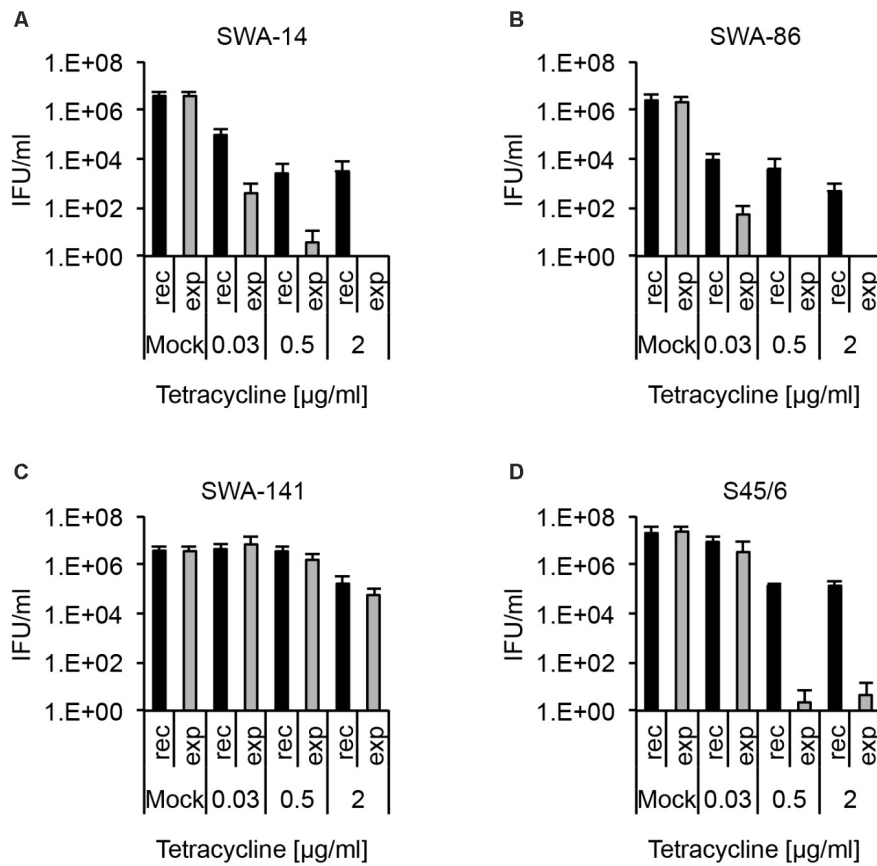 A
SWA-14
IFU/ml
1.E+08
1.E+06
1.E+04
1.E+02
1.E+00
rec exp rec exp rec exp rec exp
Mock 0.03 0.5 2
Tetracycline [µg/ml]
B
SWA-86
IFU/ml
1.E+08
1.E+06
1.E+04
1.E+02
1.E+00
rec exp rec exp rec exp rec exp
Mock 0.03 0.5 2
Tetracycline [µg/ml]
C
SWA-141
IFU/ml
1.E+08
1.E+06
1.E+04
1.E+02
1.E+00
rec exp rec exp rec exp rec exp
Mock 0.03 0.5 2
Tetracycline [µg/ml]
D
S45/6
IFU/ml
1.E+08
1.E+06
1.E+04
1.E+02
1.E+00
rec exp rec exp rec exp rec exp
Mock 0.03 0.5 2
Tetracycline [µg/ml]